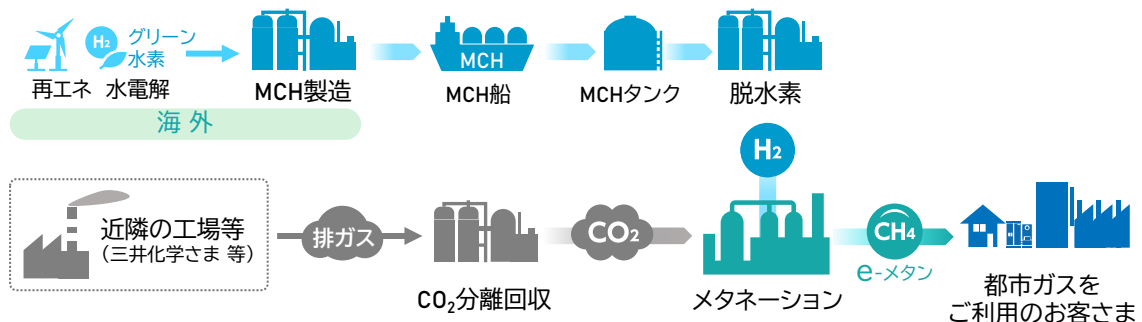 H2
グリーン
水素
再エネ
水電解
MCH製造
MCH
MCH船
MCHタンク
脱水素
海外
H2
近隣の工場等
（三井化学さま 等）
排ガス
CO2
CH4
e-メタン
CO2分離回収
メタネーション
都市ガスを
ご利用のお客さま